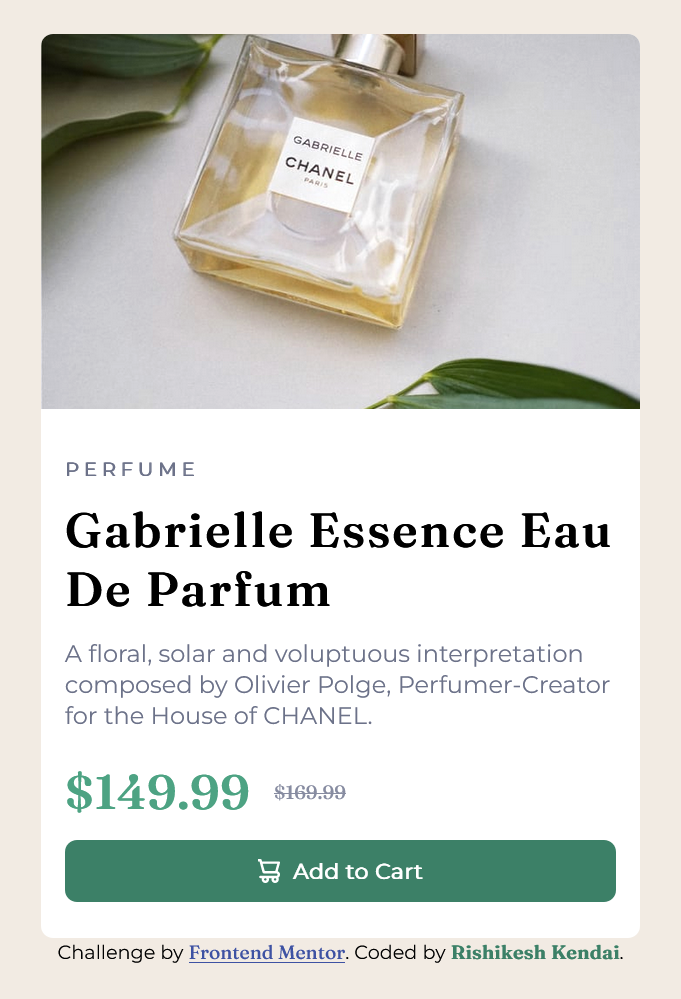 GABRIELLE
CHANEL
PARIS
PERFUME
Gabrielle Essence Eau
De Parfum
A floral, solar and voluptuous interpretation
composed by Olivier Polge, Perfumer-Creator
for the House of CHANEL.
$149.99 $169.99
Add to Cart
Challenge by Frontend Mentor. Coded by Rishikesh Kendai.